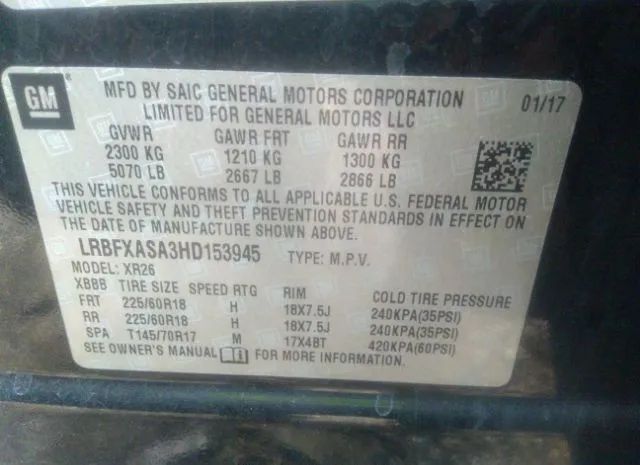 GM
MFD BY SAIC GENERAL MOTORS CORPORATION 01/17
LIMITED FOR GENERAL MOTORS LLC
GVWR GAWR FRT GAWR RR
2300 KG 1210 KG 1300 KG
5070 LB 2667 LB 2866 LB
THIS VEHICLE CONFORMS TO ALL APPLICABLE U.S. FEDERAL MOTOR
VEHICLE SAFETY AND THEFT PREVENTION STANDARDS IN EFFECT ON
THE DATE OF MANUFACTURE SHOWN ABOVE.
LRBFXASA3HD153945 TYPE: M.P.V.
MODEL: XR26
XBBB TIRE SIZE SPEED RTG RIM COLD TIRE PRESSURE
FRT 225/60R18 H 18X7.5J 240KPA(35PSI)
RR 225/60R18 H 18X7.5J 240KPA(35PSI)
SPA T145/70R17 M 17X4BT 420KPA(60PSI)
SEE OWNER'S MANUAL FOR MORE INFORMATION.